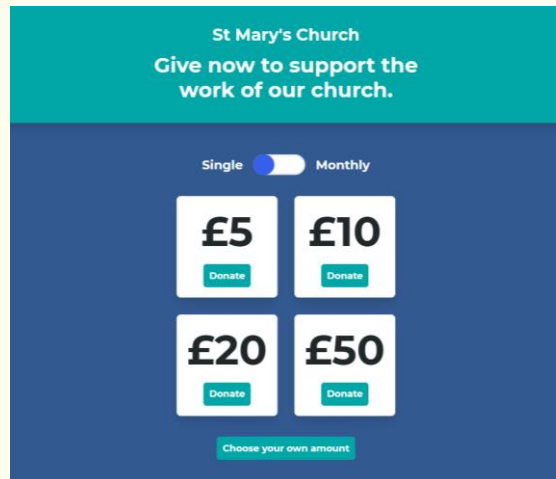 St Mary's Church
Give now to support the
work of our church.
Single Monthly
£5 £10
Donate Donate
£20 £50
Donate Donate
Choose your own amount